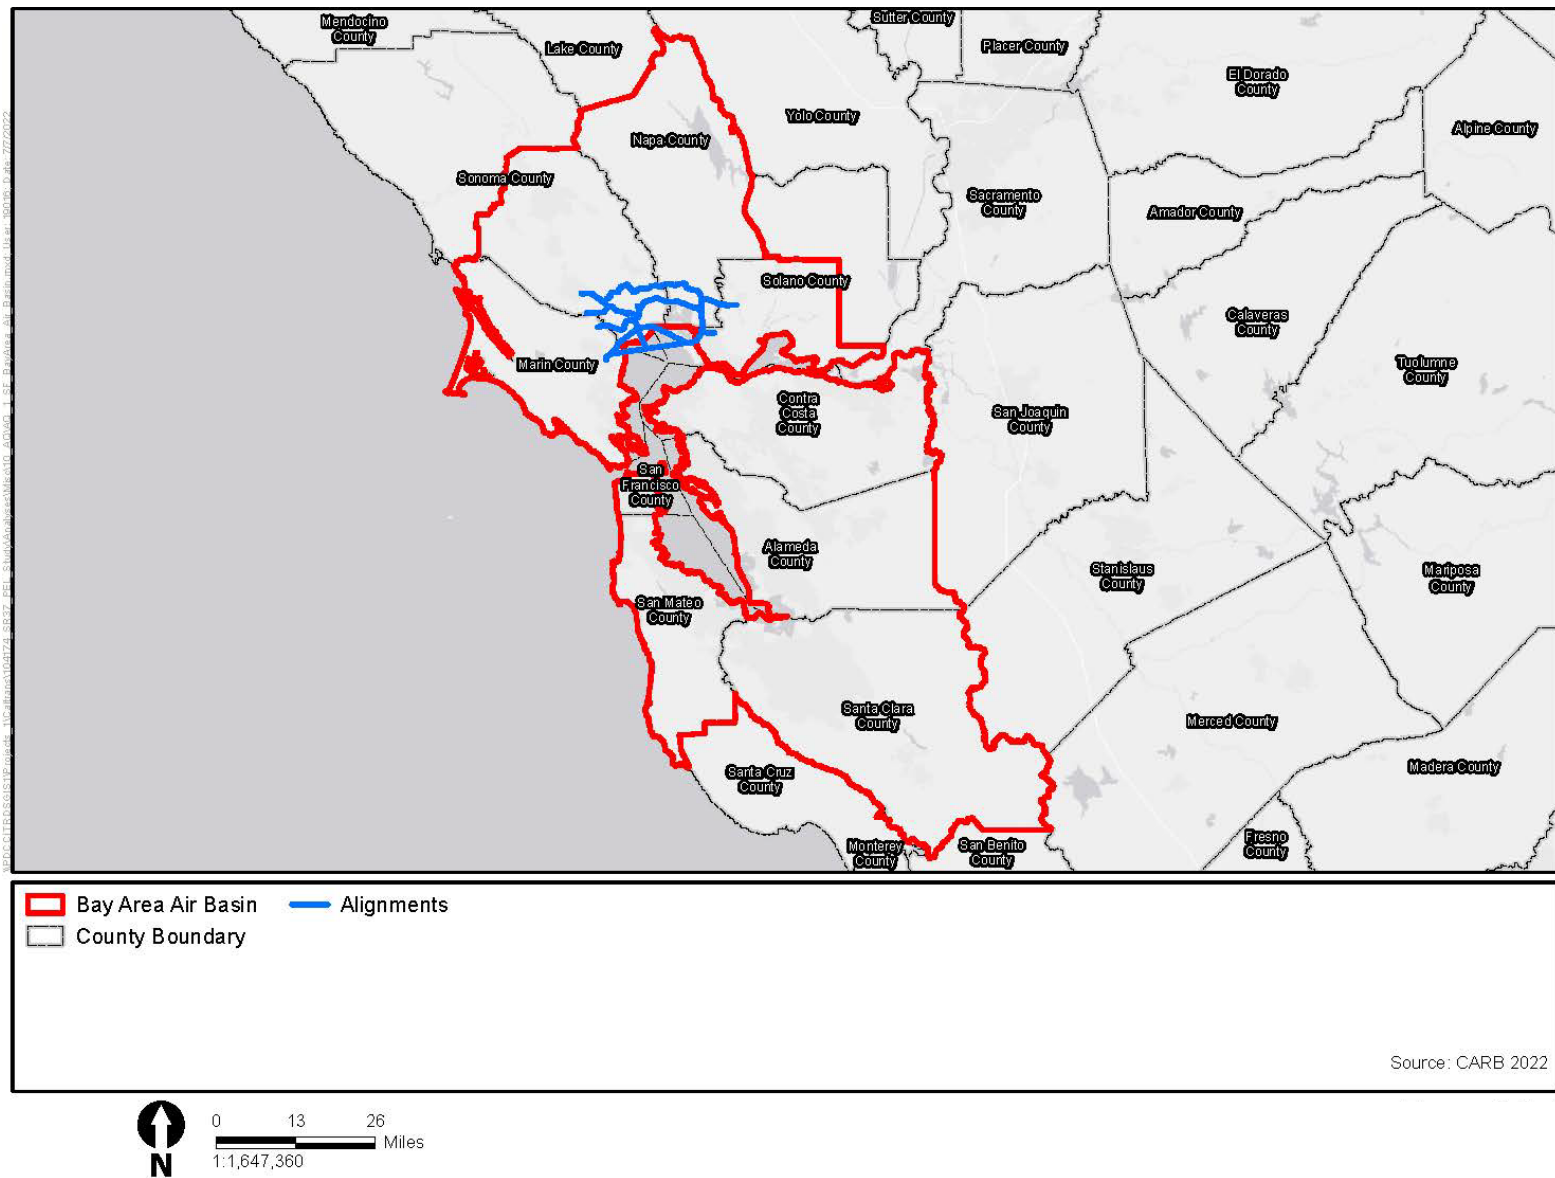 Mendocino
County
Sutter County
Lake County
Placer County
El Dorado
County
Yolo County
Alpine County
Napa County
Sonoma County
Sacramento
County
Amador County
Solano County
Calaveras
County
Marin County
Tuolumne
County
Contra
Costa
County
San Joaquin
County
San
Francisco
County
Alameda
County
Stanislaus
County
Mariposa
County
San Mateo
County
Santa Clara
County
Merced County
Santa Cruz
County
Madera County
Monterey
County
San Benito
County
Fresno
County
Bay Area Air Basin
Alignments
County Boundary
Source: CARB 2022
0 13 26
Miles
1:1,647,360
N